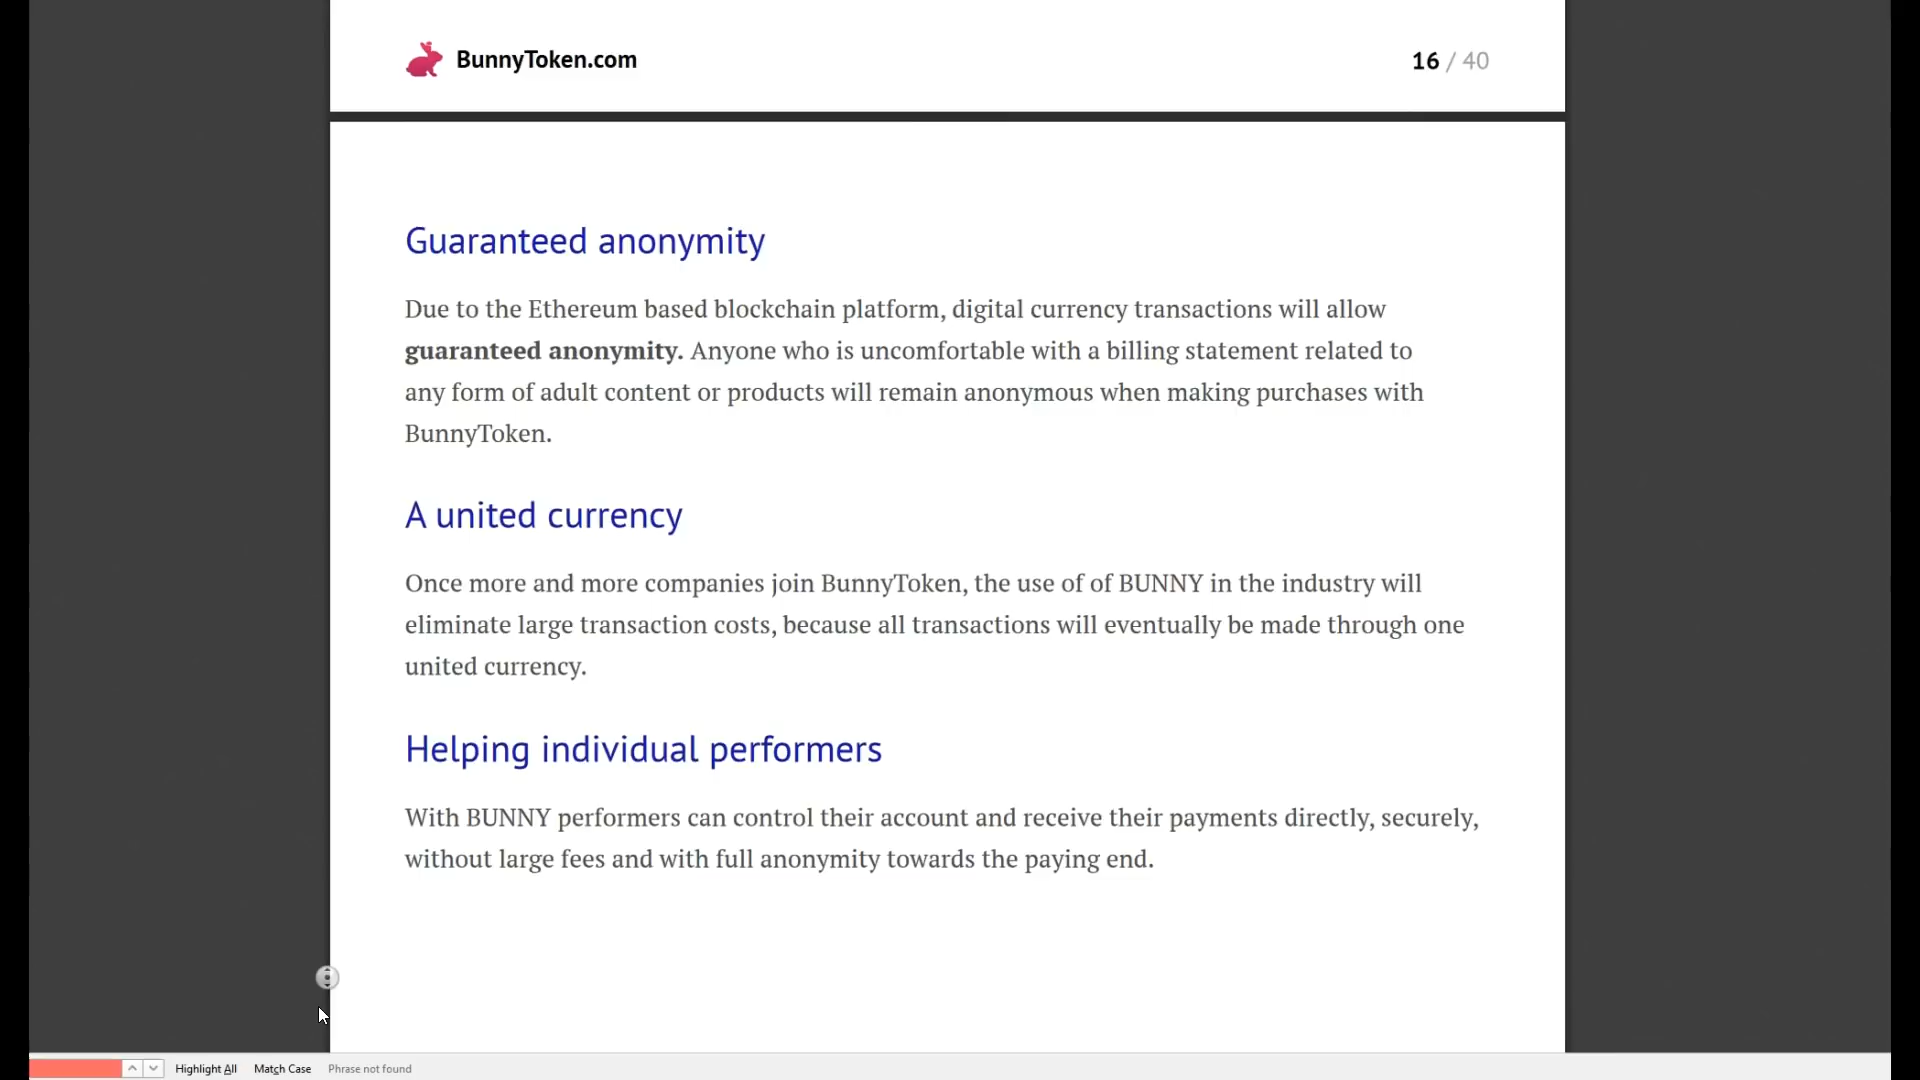 BunnyToken.com
16 / 40
Guaranteed anonymity
Due to the Ethereum based blockchain platform, digital currency transactions will allow
guaranteed anonymity. Anyone who is uncomfortable with a billing statement related to
any form of adult content or products will remain anonymous when making purchases with
BunnyToken.
A united currency
Once more and more companies join BunnyToken, the use of of BUNNY in the industry will
eliminate large transaction costs, because all transactions will eventually be made through one
united currency.
Helping individual performers
With BUNNY performers can control their account and receive their payments directly, securely,
without large fees and with full anonymity towards the paying end.
Highlight All Match Case Phrase not found